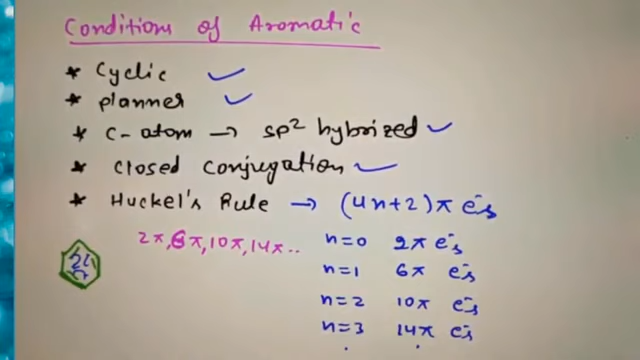 Conditions of Aromatic
* Cyclic ✓
* Planner ✓
* C-atom → sp² hybrized ✓
* Closed Conjugation ✓
* Huckel's Rule → (4n+2)π e⁻s
2π, 6π, 10π, 14π..
n=0 2π e⁻s
n=1 6π e⁻s
n=2 10π e⁻s
n=3 14π e⁻s